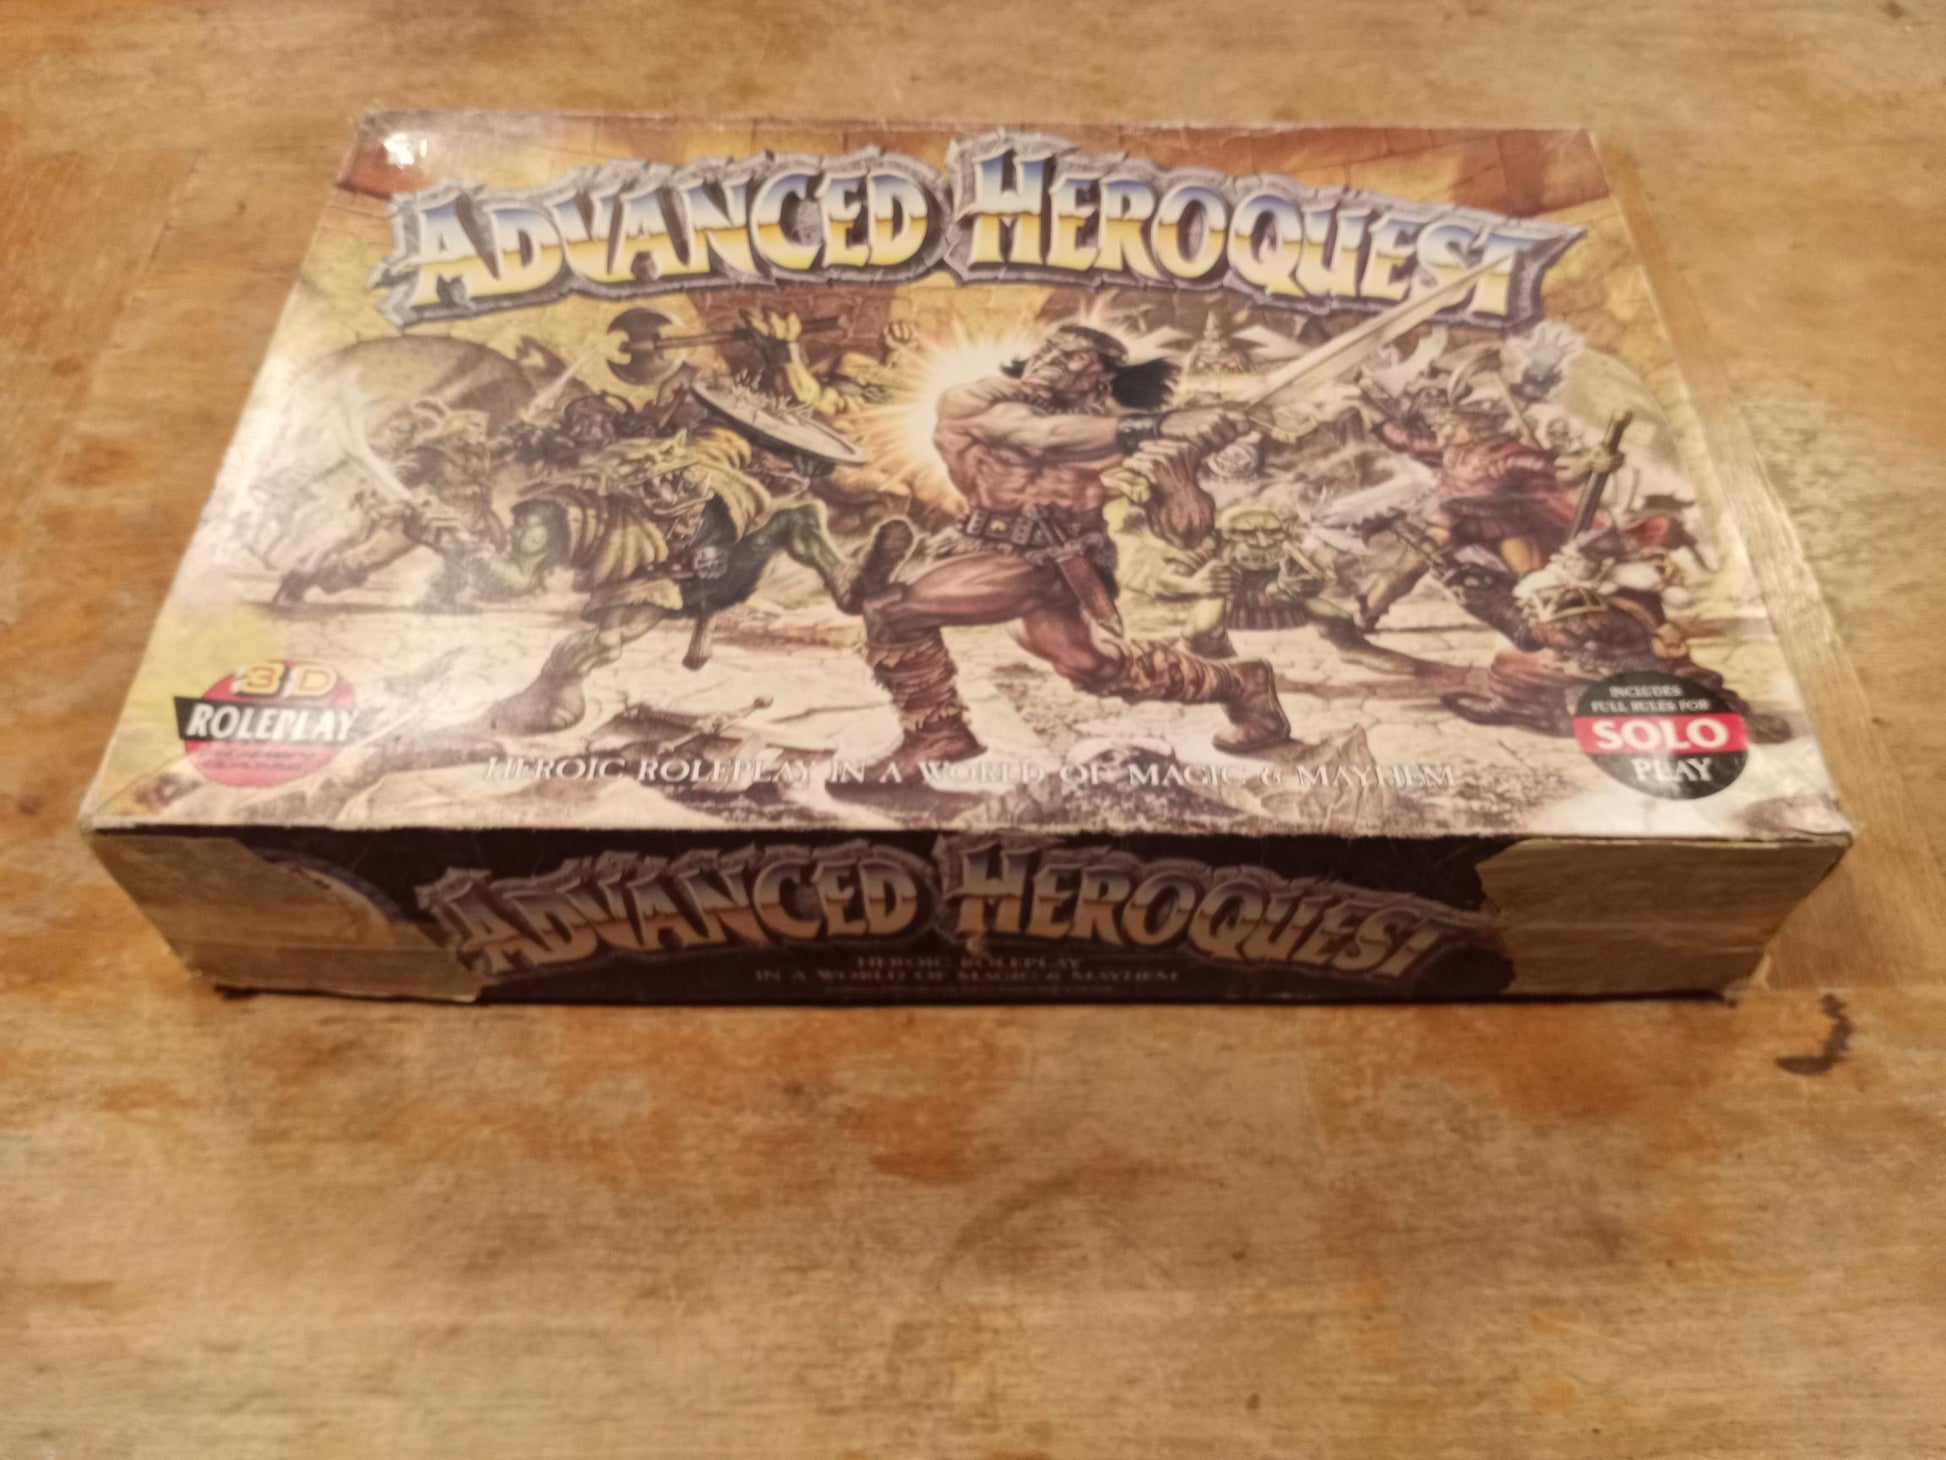 ADVANCED HEROQUEST
3D
ROLEPLAY
HEROIC ROLEPLAY IN A WORLD OF MAGIC & MAYHEM
INCLUDES
FULL RULES FOR
SOLO
PLAY
ADVANCED HEROQUEST
HEROIC ROLEPLAY
IN A WORLD OF MAGIC & MAYHEM